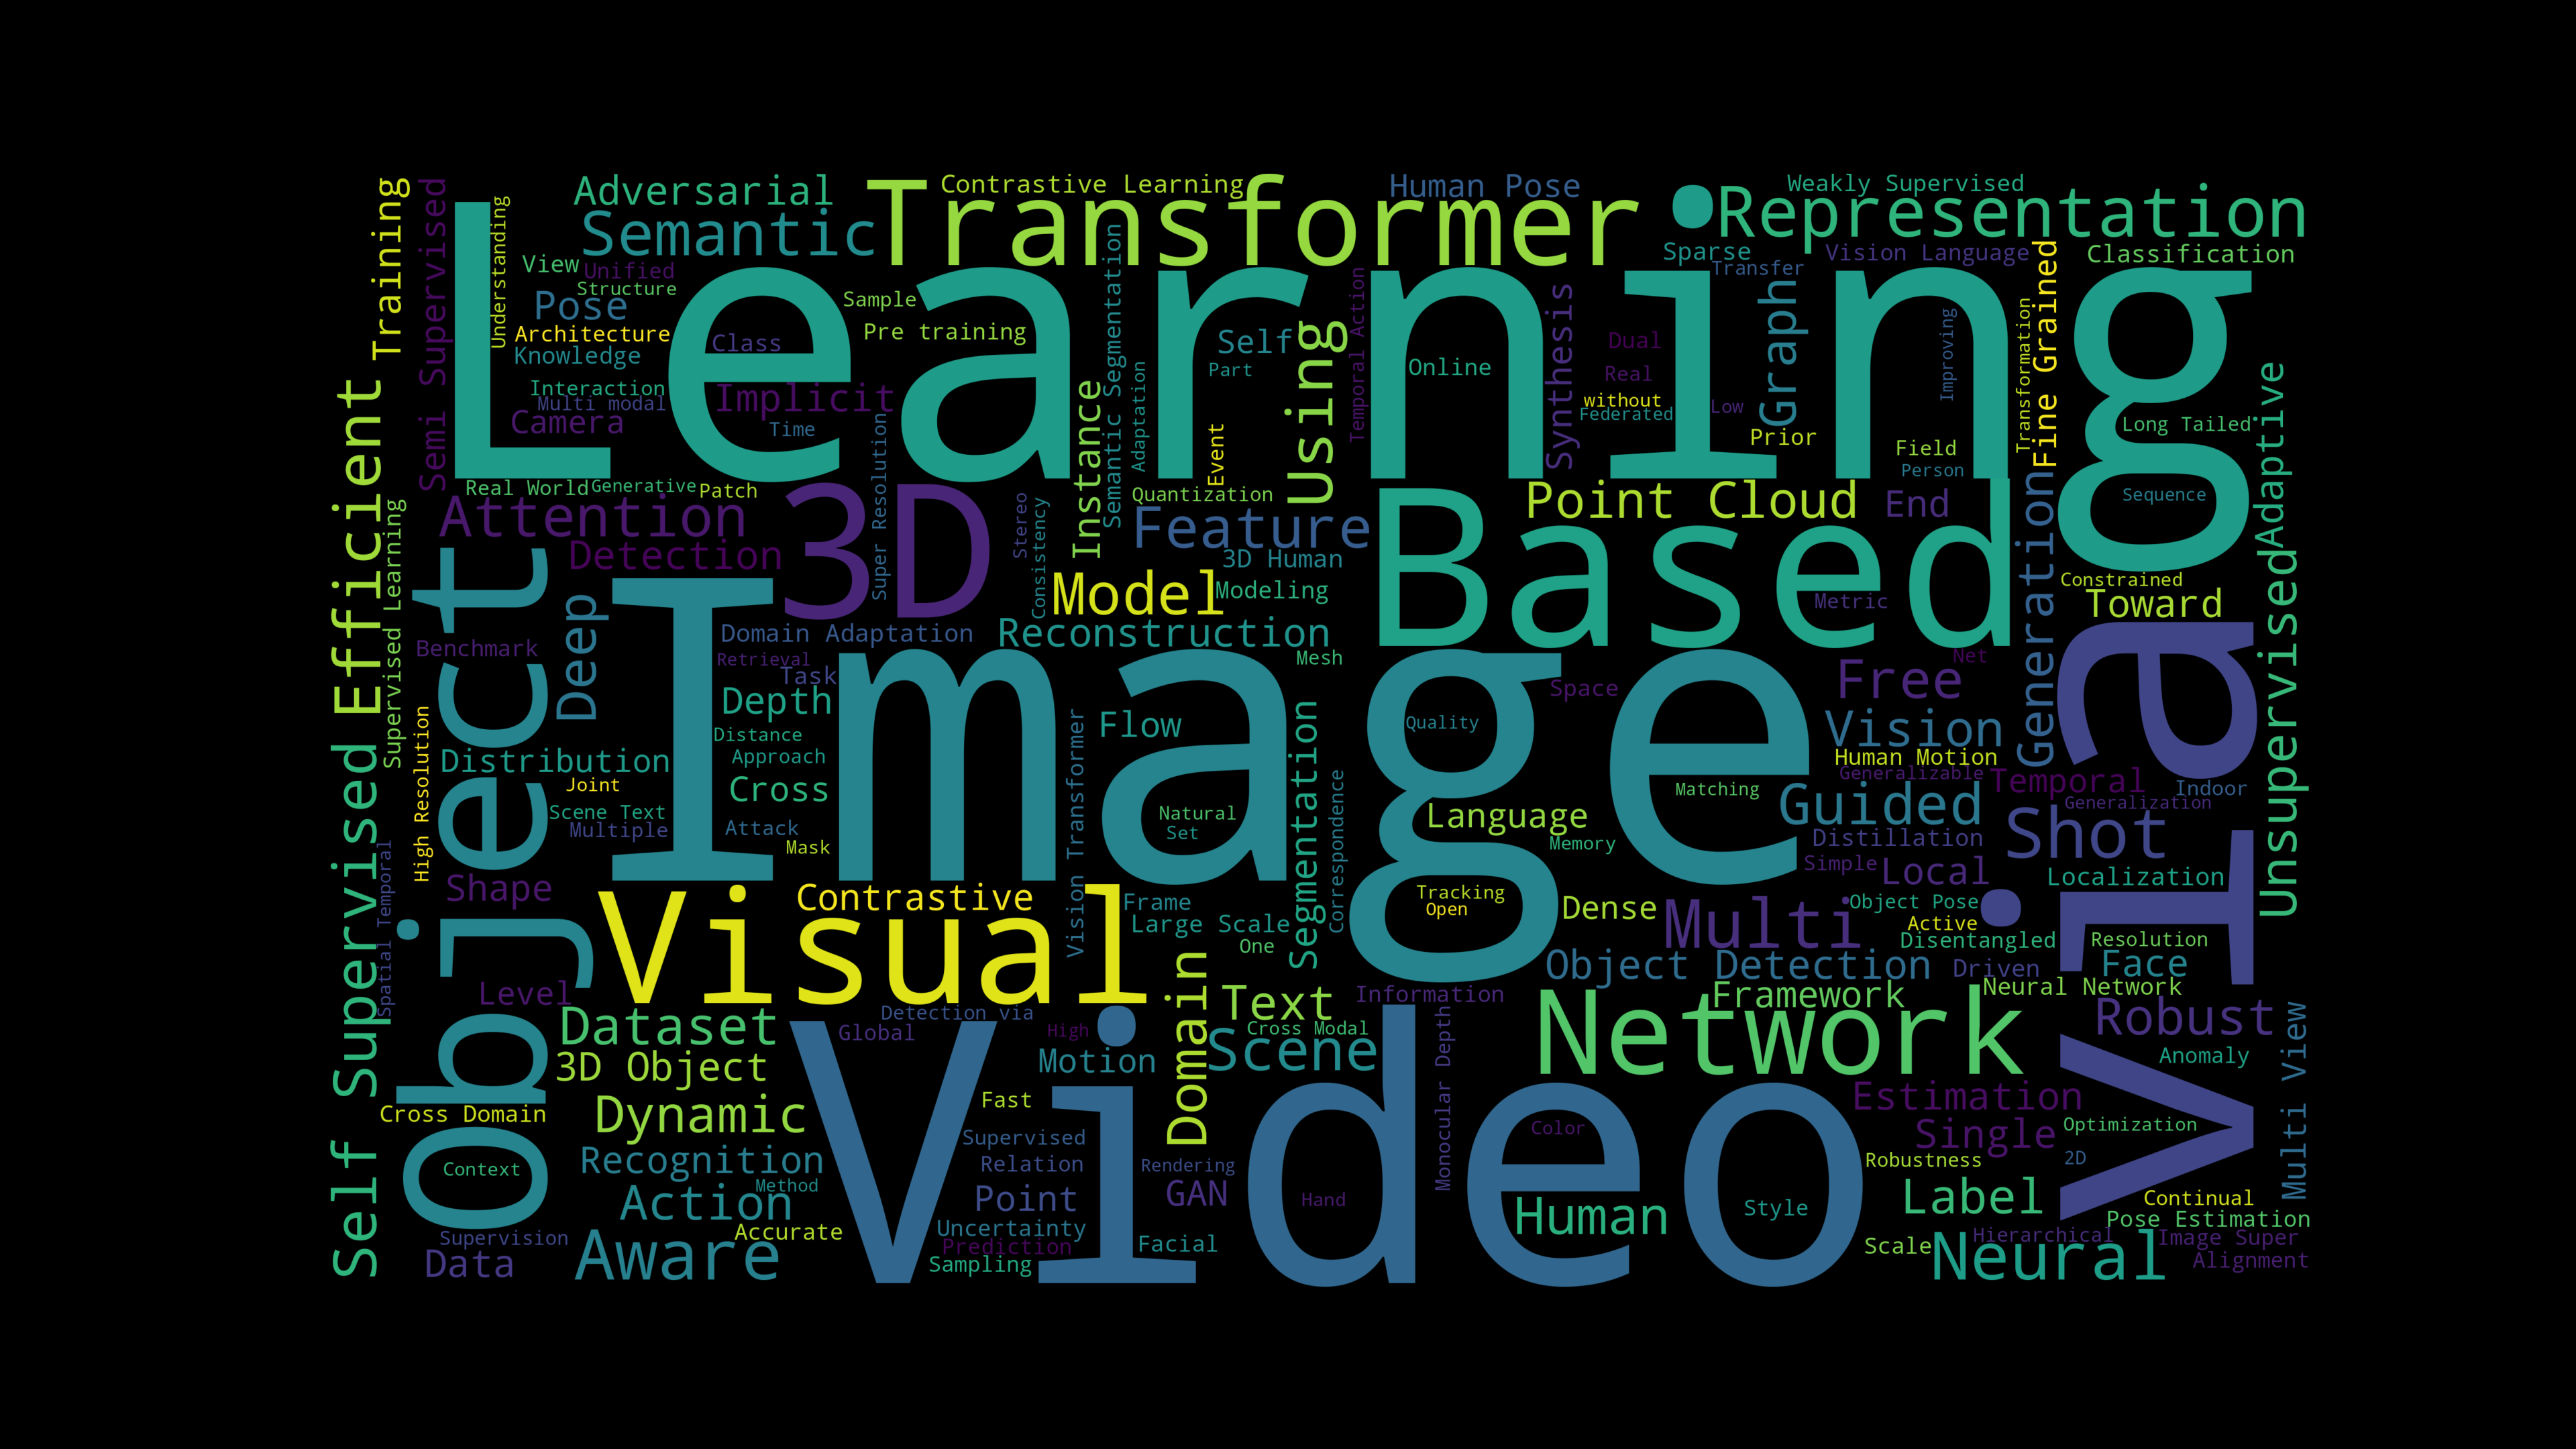 Adversarial
Contrastive Learning
Human Pose
Weakly Supervised
Training
Semi Supervised
Understanding
Semantic
Transformer
Representation
View
Unified
Structure
Sparse
Transfer
Vision Language
Classification
Learning
Pose
Sample
Pre training
Architecture
Knowledge
Class
Semantic Segmentation
Self
Part
Using
Temporal Action
Online
Synthesis
Dual
Real
without
Federated
Low
Graph
Prior
Improving
Field
Person
Transformation
Fine Grained
Long Tailed
Adaptive
Interaction
Multi modal
Camera
Implicit
Time
Super Resolution
Instance
Adaptation
Event
Quantization
Real World
Generative
Patch
Sequence
Efficient
Supervised Learning
Attention
Detection
3D
Stereo
Consistency
Feature
3D Human
Modeling
Model
Based
Point Cloud
End
Generation
Constrained
Toward
Metric
Object
Benchmark
Deep
Image
Domain Adaptation
Retrieval
Task
Reconstruction
Mesh
Space
Free
Net
Vision
Unsupervised
Depth
Distance
Approach
Flow
Quality
Human Motion
Generalizable
Temporal
Indoor
Generalization
High Resolution
Distribution
Joint
Scene Text
Multiple
Cross
Attack
Mask
Vision Transformer
Natural
Set
Segmentation
Correspondence
Language
Memory
Matching
Guided
Distillation
Simple
Local
Shot
Localization
Via
Self Supervised
Spatial Temporal
Shape
Visual
Contrastive
Frame
Large Scale
One
Tracking
Open
Dense
Multi
Object Pose
Active
Disentangled
Resolution
Level
Object Detection
Driven
Face
Framework
Neural Network
Dataset
Global
Detection via
High
Domain
Text
Information
Cross Modal
Scene
Monocular Depth
Network
Robust
Anomaly
Multi View
3D Object
Motion
Cross Domain
Dynamic
Video
Fast
Estimation
Single
Optimization
Context
Recognition
Supervised
Relation
Rendering
Color
Robustness
2D
Action
Method
Point
GAN
Hand
Human
Style
Label
Continual
Pose Estimation
Supervision
Data
Aware
Accurate
Uncertainty
Prediction
Sampling
Facial
Scale
Neural
Hierarchical
Image Super
Alignment